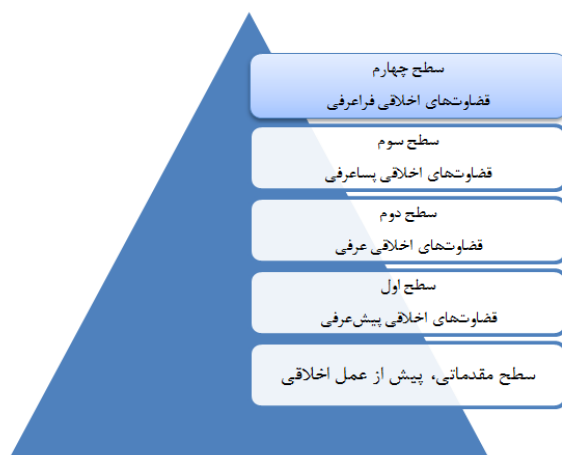 سطح چهارم
قضاوت‌های اخلاقی فراعرفی
سطح سوم
قضاوت‌های اخلاقی پساعرفی
سطح دوم
قضاوت‌های اخلاقی عرفی
سطح اول
قضاوت‌های اخلاقی پیش‌عرفی
سطح مقدماتی، پیش از عمل اخلاقی